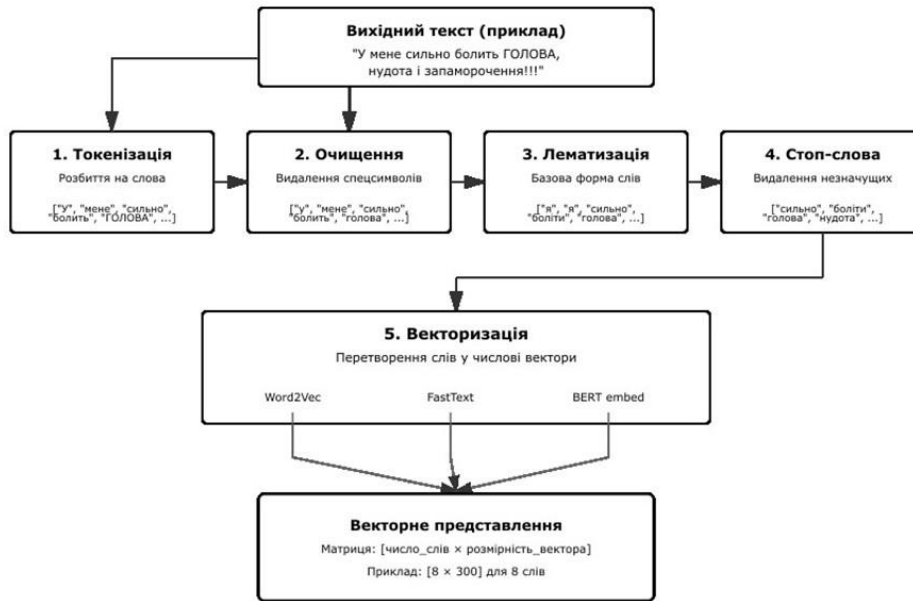 Вихідний текст (приклад)
"У мене сильно болить ГОЛОВА,
нудота і запаморочення!!!"
1. Токенізація
Розбиття на слова
["У", "мене", "сильно",
"болить", "ГОЛОВА", ...]
2. Очищення
Видалення спецсимволів
["у", "мене", "сильно",
"болить", "голова", ...]
3. Лематизація
Базова форма слів
["я", "я", "сильно",
"боліти", "голова", ...]
4. Стоп-слова
Видалення незначущих
["сильно", "боліти",
"голова", "нудота", ...]
5. Векторизація
Перетворення слів у числові вектори
Word2Vec
FastText
BERT embed
Векторне представлення
Матриця: [число_слів × розмірність_вектора]
Приклад: [8 × 300] для 8 слів